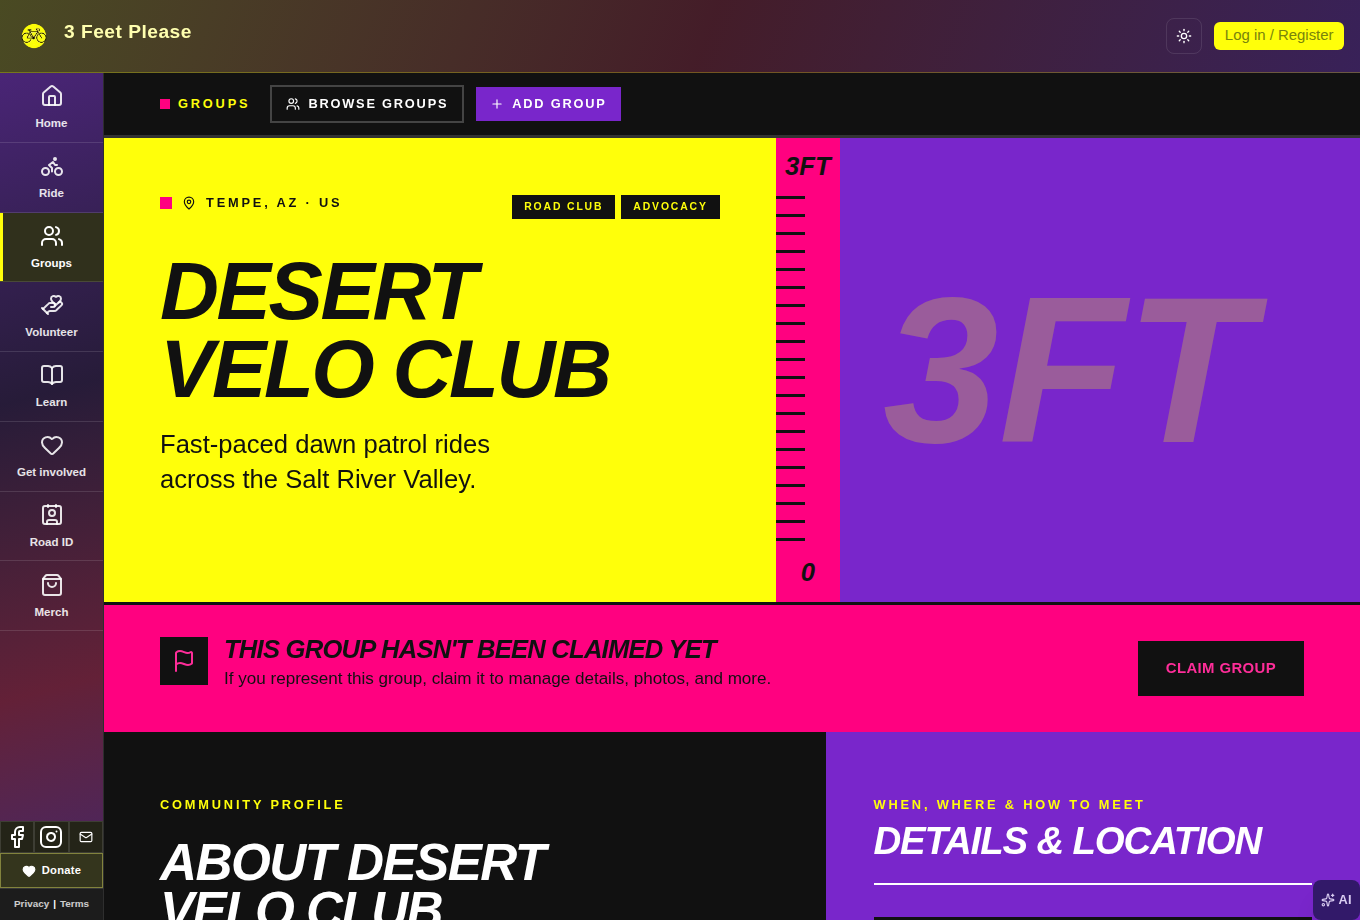 3 Feet Please
Log in / Register
Home
Ride
Groups
Volunteer
Learn
Get involved
Road ID
Merch
Donate
Privacy | Terms
GROUPS
BROWSE GROUPS
ADD GROUP
TEMPE, AZ · US
ROAD CLUB
ADVOCACY
DESERT
VELO CLUB
Fast-paced dawn patrol rides
across the Salt River Valley.
3FT
0
3FT
THIS GROUP HASN'T BEEN CLAIMED YET
If you represent this group, claim it to manage details, photos, and more.
CLAIM GROUP
COMMUNITY PROFILE
ABOUT DESERT
VELO CLUB
WHEN, WHERE & HOW TO MEET
DETAILS & LOCATION
AI